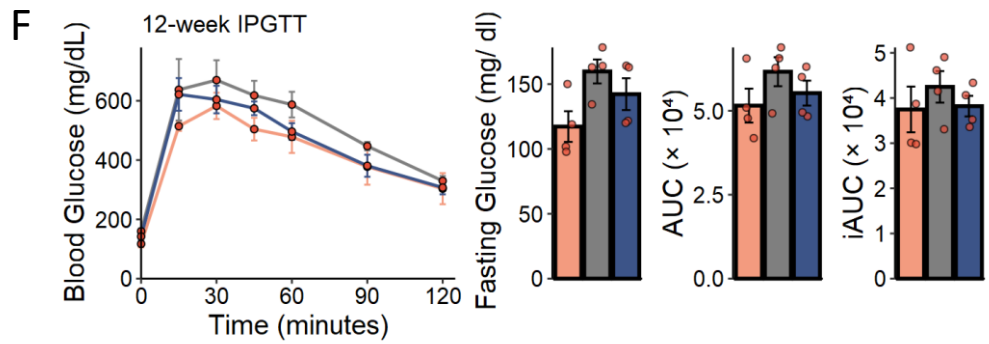 F
12-week IPGTT
Blood Glucose (mg/dL)
600
400
200
0
0 30 60 90 120
Time (minutes)
Fasting Glucose (mg/ dl)
150
100
50
0
AUC (× 10⁴)
5.0
2.5
0.0
iAUC (× 10⁴)
5
4
3
2
1
0